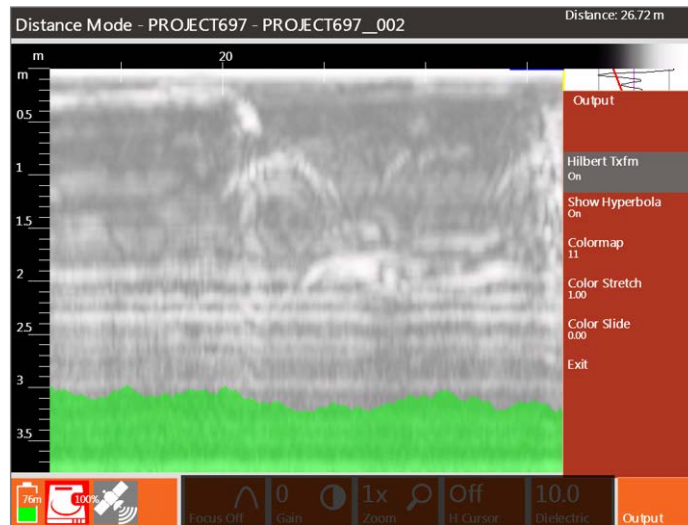 Distance Mode - PROJECT697 - PROJECT697__002
Distance: 26.72 m
m
20
m
0.5
1
1.5
2
2.5
3
3.5
Output
Hilbert Txfm
On
Show Hyperbola
On
Colormap
11
Color Stretch
1.00
Color Slide
0.00
Exit
76m
100%
Focus:Off
0
Gain
1x
Zoom
Off
H Cursor
10.0
Dielectric
Output